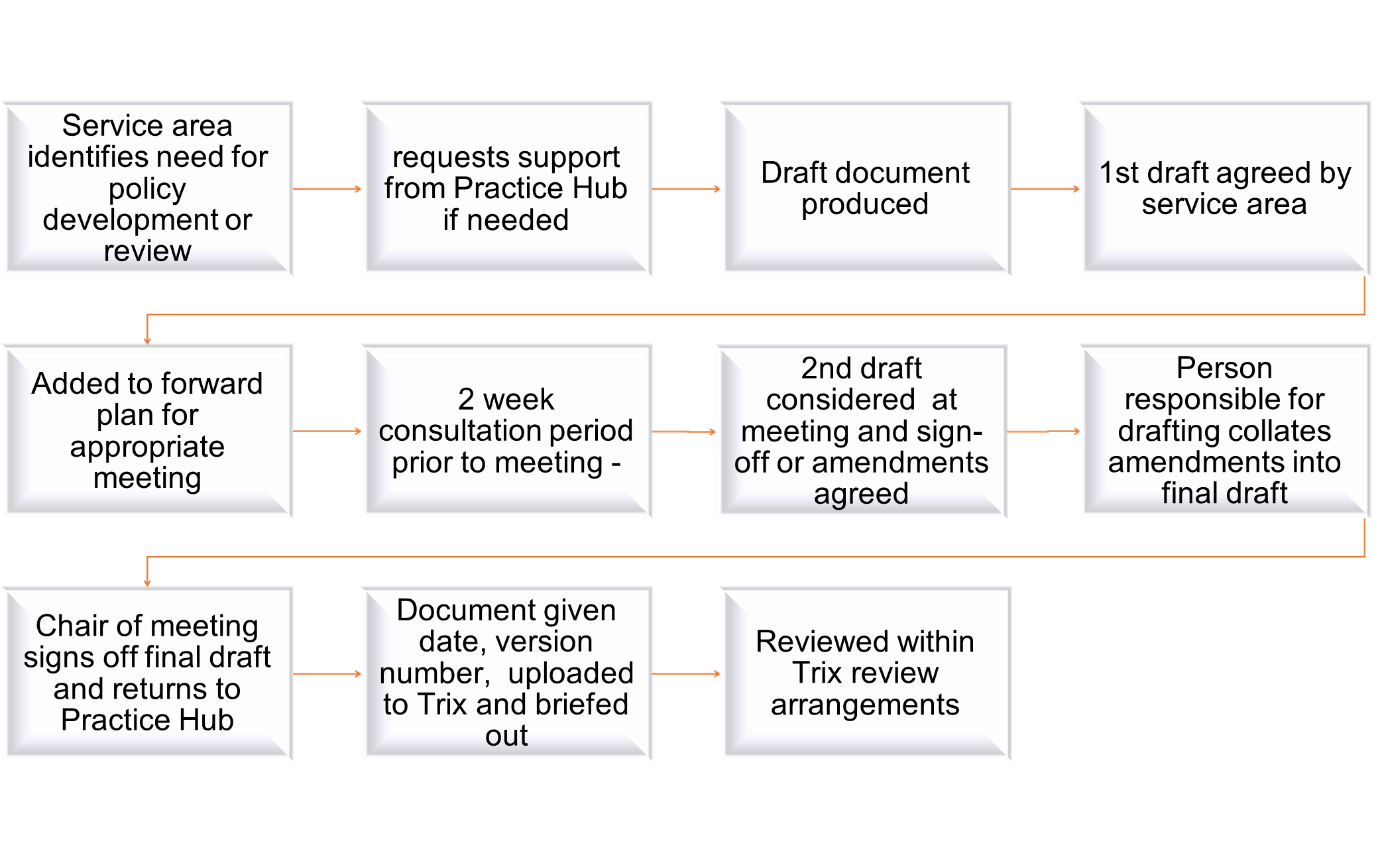 Service area
identifies need for
policy
development or
review
requests support
from Practice Hub
if needed
Draft document
produced
1st draft agreed by
service area
Added to forward
plan for
appropriate
meeting
2 week
consultation period
prior to meeting -
2nd draft
considered  at
meeting and sign-
off or amendments
agreed
Person
responsible for
drafting collates
amendments into
final draft
Chair of meeting
signs off final draft
and returns to
Practice Hub
Document given
date, version
number,  uploaded
to Trix and briefed
out
Reviewed within
Trix review
arrangements